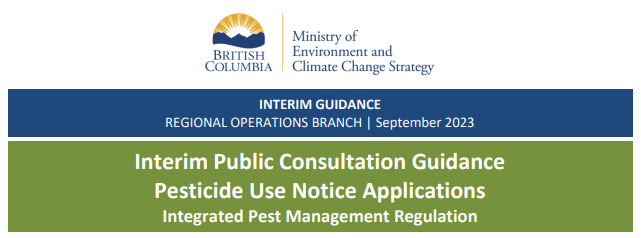 BRITISH
COLUMBIA
Ministry of
Environment and
Climate Change Strategy
INTERIM GUIDANCE
REGIONAL OPERATIONS BRANCH | September 2023
Interim Public Consultation Guidance
Pesticide Use Notice Applications
Integrated Pest Management Regulation